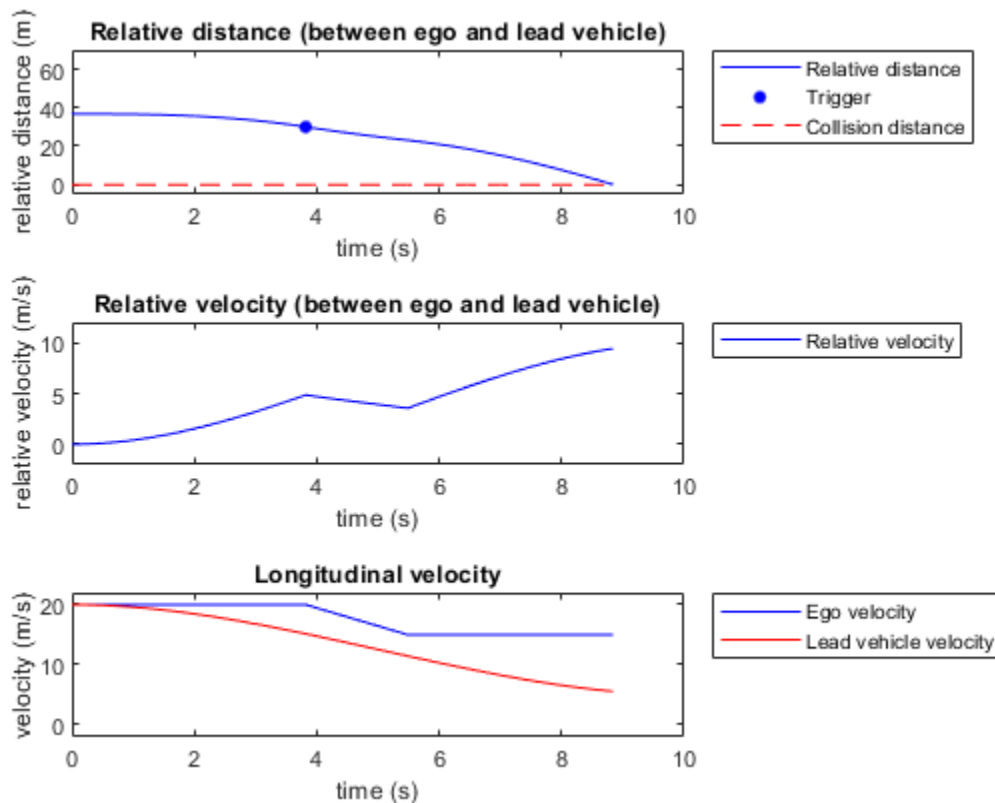 Relative distance (between ego and lead vehicle)
relative distance (m)
60
40
20
0
0 2 4 6 8 10
time (s)
Relative distance
Trigger
Collision distance
Relative velocity (between ego and lead vehicle)
relative velocity (m/s)
10
5
0
0 2 4 6 8 10
time (s)
Relative velocity
Longitudinal velocity
velocity (m/s)
20
10
0
0 2 4 6 8 10
time (s)
Ego velocity
Lead vehicle velocity